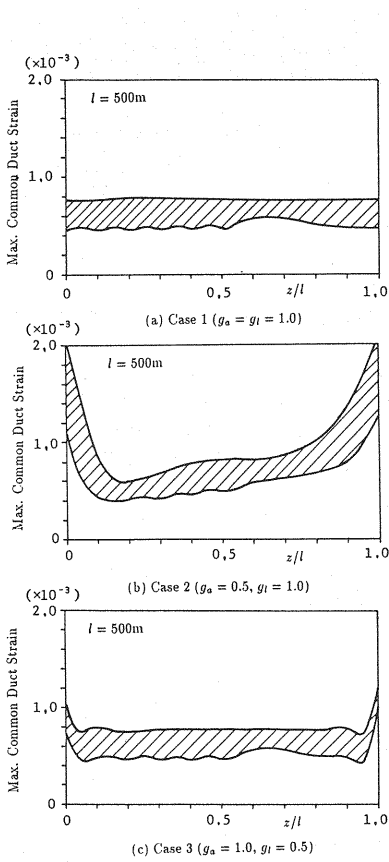 (×10⁻³)
2.0
l = 500m
Max. Common Duct Strain
1.0
0
0 0.5 z/l 1.0
(a) Case 1 (gₐ = gₗ = 1.0)
(×10⁻³)
2.0
l = 500m
Max. Common Duct Strain
1.0
0
0 0.5 z/l 1.0
(b) Case 2 (gₐ = 0.5, gₗ = 1.0)
(×10⁻³)
2.0
l = 500m
Max. Common Duct Strain
1.0
0
0 0.5 z/l 1.0
(c) Case 3 (gₐ = 1.0, gₗ = 0.5)